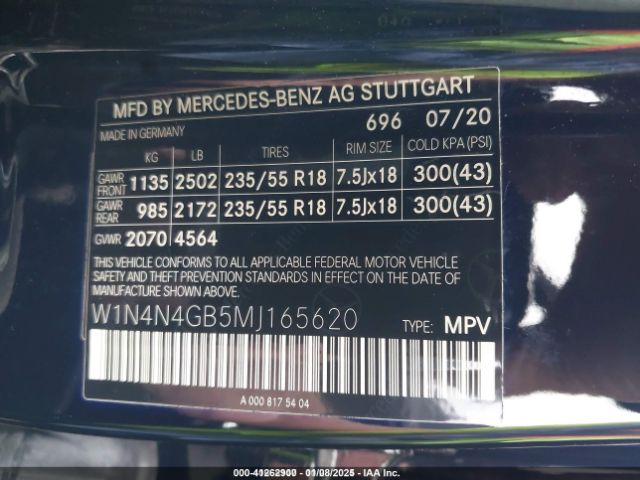 MFD BY MERCEDES-BENZ AG STUTTGART
MADE IN GERMANY 696 07/20
KG LB TIRES RIM SIZE COLD KPA (PSI)
GAWR FRONT 1135 2502 235/55 R18 7.5Jx18 300(43)
GAWR REAR 985 2172 235/55 R18 7.5Jx18 300(43)
GVWR 2070 4564
THIS VEHICLE CONFORMS TO ALL APPLICABLE FEDERAL MOTOR VEHICLE
SAFETY AND THEFT PREVENTION STANDARDS IN EFFECT ON THE DATE OF
MANUFACTURE SHOWN ABOVE.
W1N4N4GB5MJ165620 TYPE: MPV
A 000 817 54 04
000-41262900 - 01/08/2025 - IAA Inc.